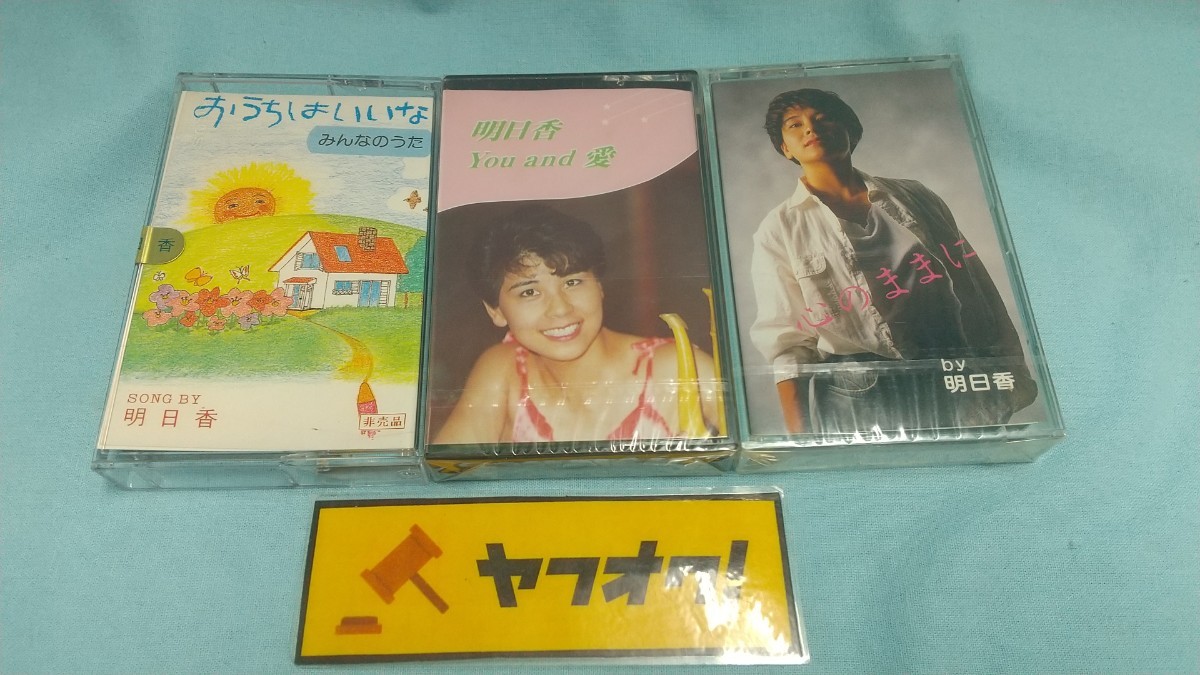 おうちはいいな
みんなのうた
香
SONG BY
明日香
非売品
明日香
You and 愛
心のままに
by
明日香
ヤフオク!